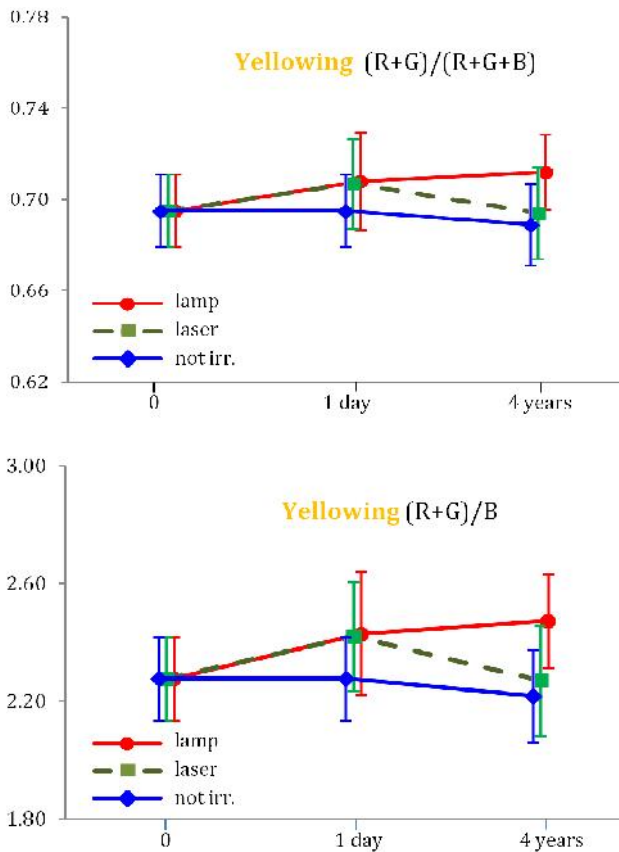 0.78
Yellowing (R+G)/(R+G+B)
0.74
0.70
0.66
lamp
laser
not irr.
0.62
0
1 day
4 years
3.00
Yellowing (R+G)/B
2.60
2.20
lamp
laser
not irr.
1.80
0
1 day
4 years